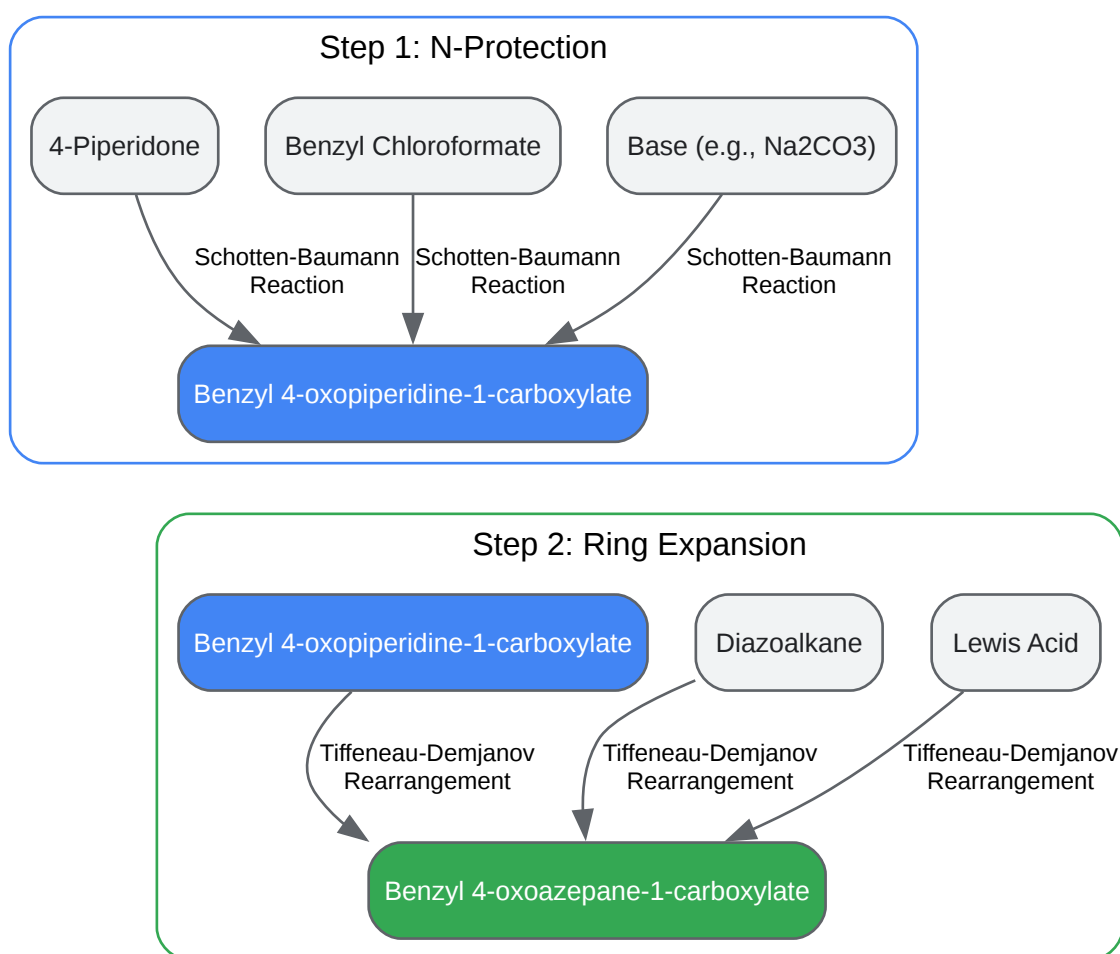 Step 1: N-Protection
4-Piperidone
Benzyl Chloroformate
Base (e.g., Na2CO3)
Schotten-Baumann
Reaction
Schotten-Baumann
Reaction
Schotten-Baumann
Reaction
Benzyl 4-oxopiperidine-1-carboxylate
Step 2: Ring Expansion
Benzyl 4-oxopiperidine-1-carboxylate
Diazoalkane
Lewis Acid
Tiffeneau-Demjanov
Rearrangement
Tiffeneau-Demjanov
Rearrangement
Tiffeneau-Demjanov
Rearrangement
Benzyl 4-oxoazepane-1-carboxylate